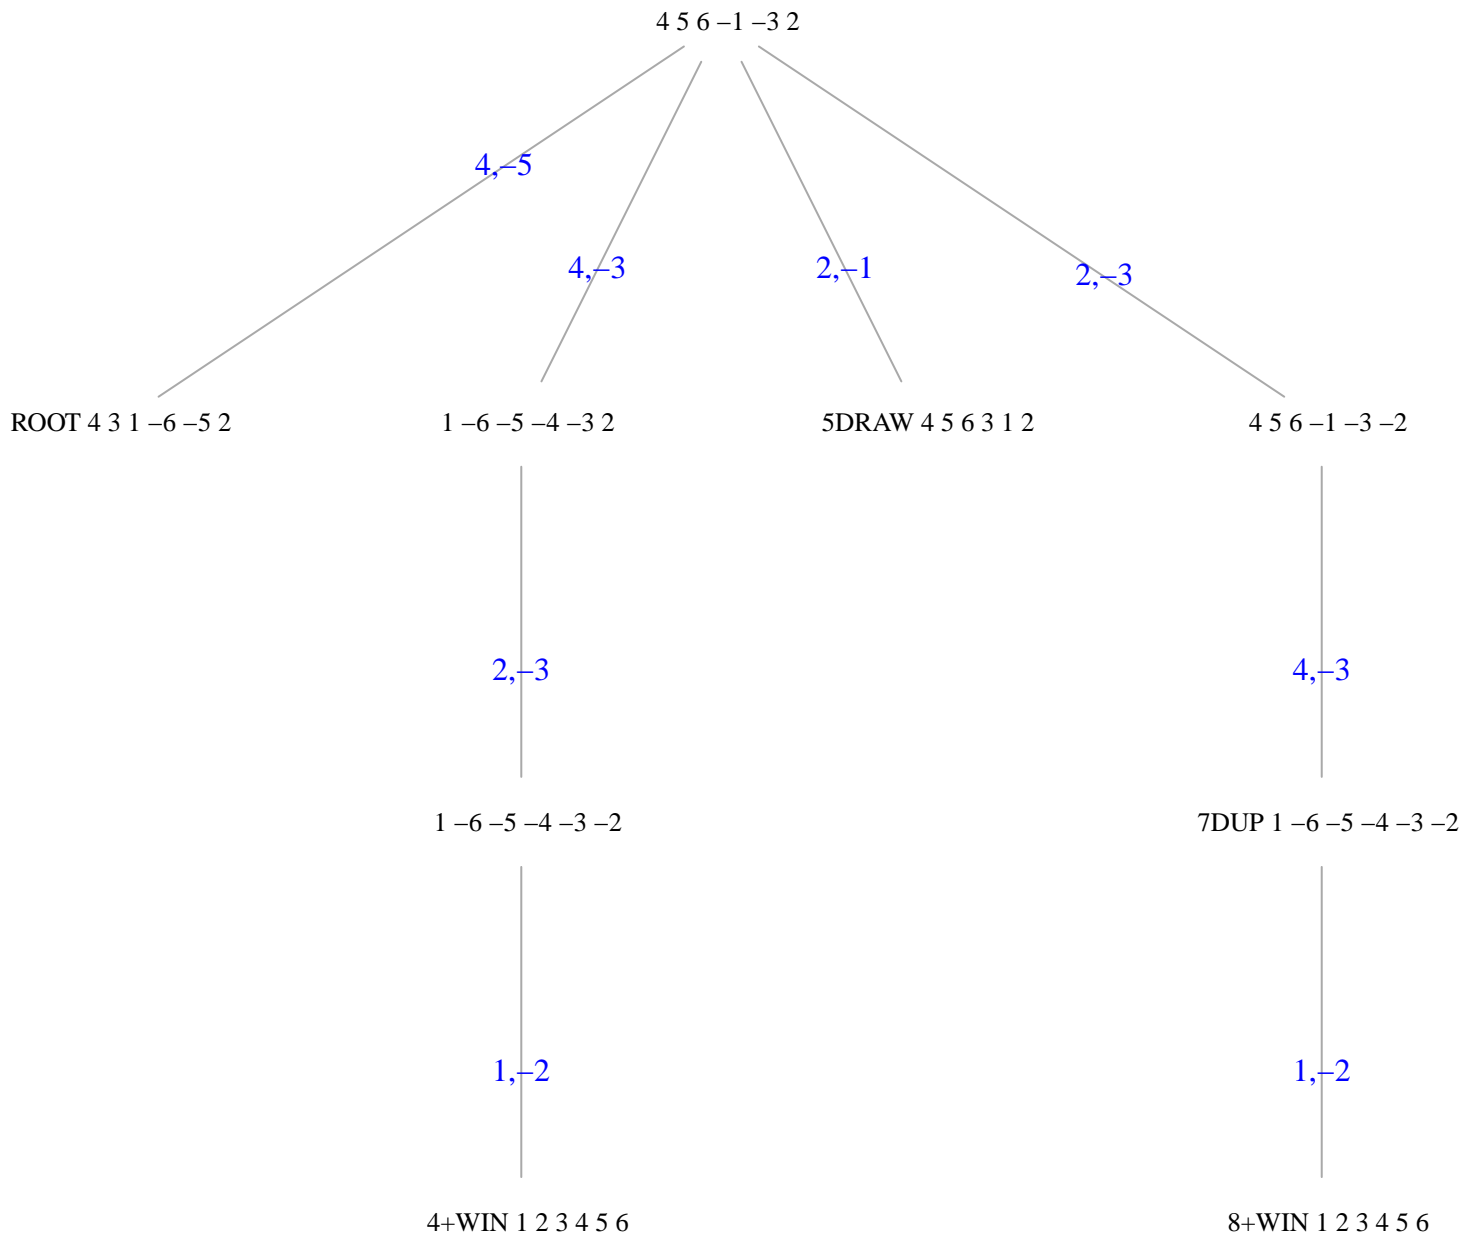 4 5 6 –1 –3 2
4,–5
4,–3
2,–1
2,–3
ROOT 4 3 1 –6 –5 2
1 –6 –5 –4 –3 2
5DRAW 4 5 6 3 1 2
4 5 6 –1 –3 –2
2,–3
4,–3
1 –6 –5 –4 –3 –2
7DUP 1 –6 –5 –4 –3 –2
1,–2
1,–2
4+WIN 1 2 3 4 5 6
8+WIN 1 2 3 4 5 6